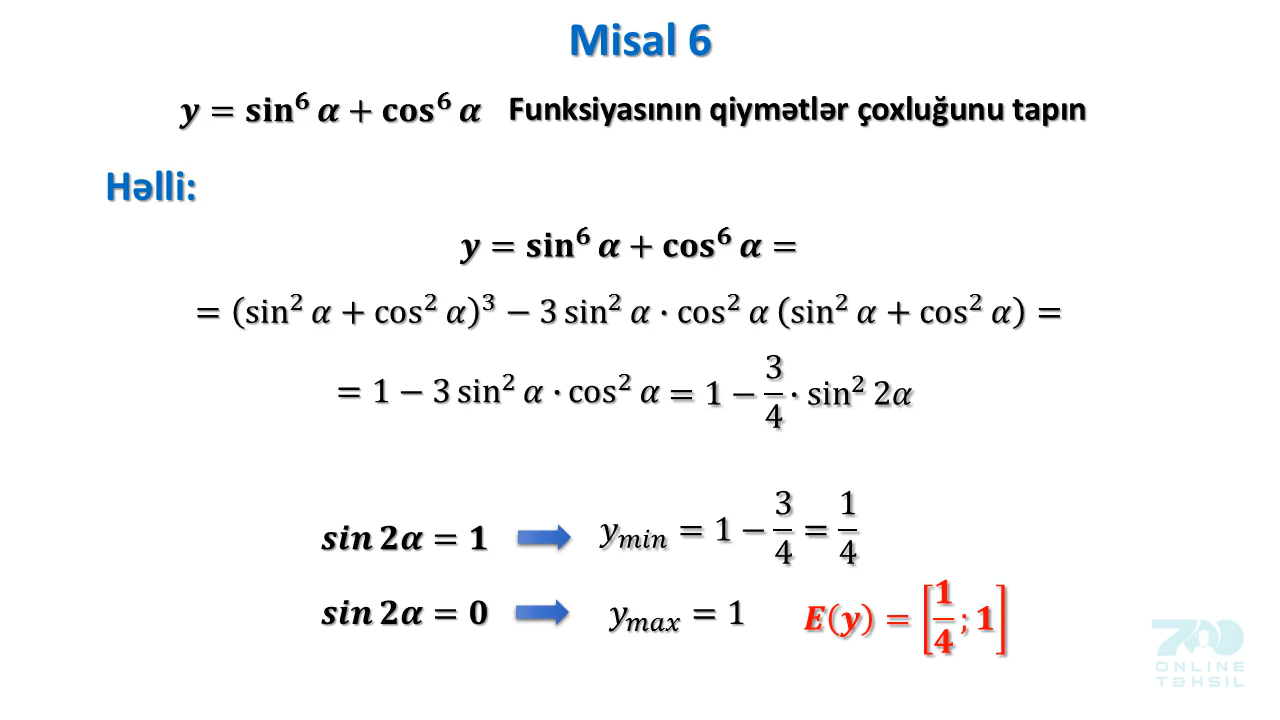 Misal 6
y = sin⁶ α + cos⁶ α Funksiyasının qiymətlər çoxluğunu tapın
Həlli:
y = sin⁶ α + cos⁶ α =
= (sin² α + cos² α)³ − 3 sin² α · cos² α (sin² α + cos² α) =
= 1 − 3 sin² α · cos² α = 1 − 3/4 · sin² 2α
sin 2α = 1 y_min = 1 − 3/4 = 1/4
sin 2α = 0 y_max = 1 E(y) = [1/4 ; 1]
700
ONLINE
TəHSIL